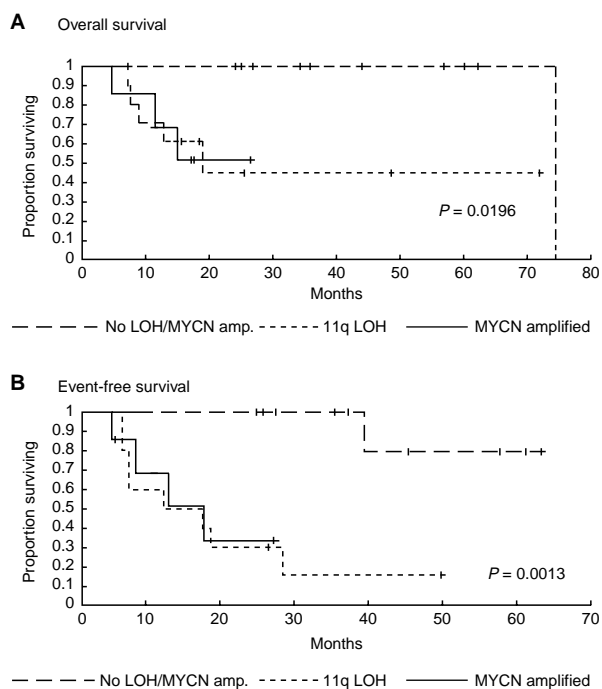 A Overall survival
1
0.9
0.8
0.7
0.6
0.5
0.4
0.3
0.2
0.1
0
Proportion surviving
P = 0.0196
0 10 20 30 40 50 60 70 80
Months
No LOH/MYCN amp. 11q LOH MYCN amplified
B Event-free survival
1
0.9
0.8
0.7
0.6
0.5
0.4
0.3
0.2
0.1
0
Proportion surviving
P = 0.0013
0 10 20 30 40 50 60 70
Months
No LOH/MYCN amp. 11q LOH MYCN amplified